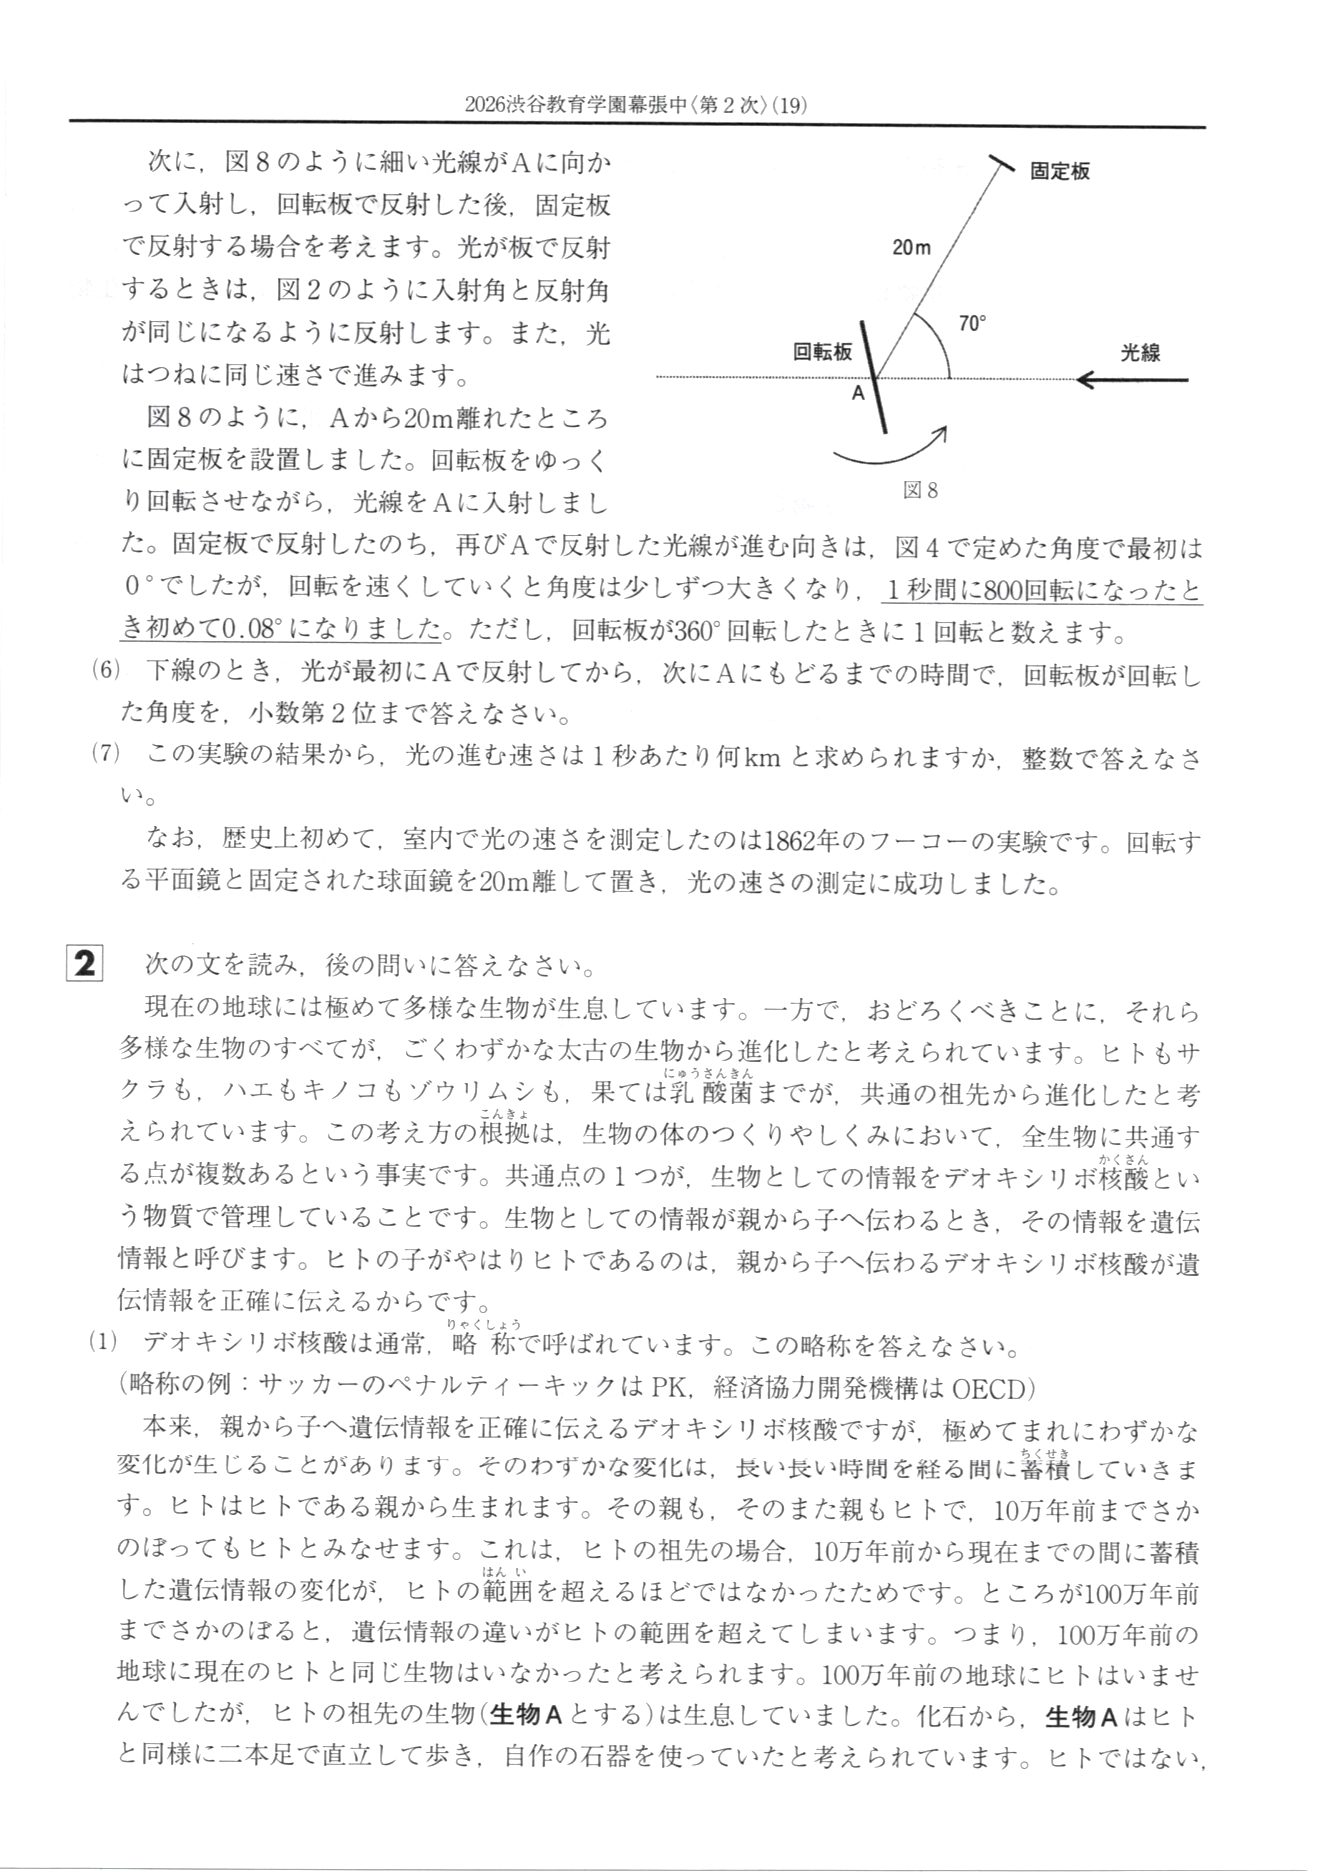 2026渋谷教育学園幕張中〈第2次〉(19)
次に，図8のように細い光線がAに向か
って入射し，回転板で反射した後，固定板
で反射する場合を考えます。光が板で反射
するときは，図2のように入射角と反射角
が同じになるように反射します。また，光
はつねに同じ速さで進みます。
図8のように，Aから20m離れたところ
に固定板を設置しました。回転板をゆっく
り回転させながら，光線をAに入射しまし
固定板
20m
70°
回転板
光線
A
図8
た。固定板で反射したのち，再びAで反射した光線が進む向きは，図4で定めた角度で最初は
0°でしたが，回転を速くしていくと角度は少しずつ大きくなり，1秒間に800回転になったと
き初めて0.08°になりました。ただし，回転板が360°回転したときに1回転と数えます。
(6) 下線のとき，光が最初にAで反射してから，次にAにもどるまでの時間で，回転板が回転し
た角度を，小数第2位まで答えなさい。
(7) この実験の結果から，光の進む速さは1秒あたり何kmと求められますか，整数で答えなさ
い。
なお，歴史上初めて，室内で光の速さを測定したのは1862年のフーコーの実験です。回転す
る平面鏡と固定された球面鏡を20m離して置き，光の速さの測定に成功しました。
2 次の文を読み，後の問いに答えなさい。
現在の地球には極めて多様な生物が生息しています。一方で，おどろくべきことに，それら
多様な生物のすべてが，ごくわずかな太古の生物から進化したと考えられています。ヒトもサ
にゅうさんきん
クラも，ハエもキノコもゾウリムシも，果ては乳酸菌までが，共通の祖先から進化したと考
こんきょ
えられています。この考え方の根拠は，生物の体のつくりやしくみにおいて，全生物に共通す
かくさん
る点が複数あるという事実です。共通点の1つが，生物としての情報をデオキシリボ核酸とい
う物質で管理していることです。生物としての情報が親から子へ伝わるとき，その情報を遺伝
情報と呼びます。ヒトの子がやはりヒトであるのは，親から子へ伝わるデオキシリボ核酸が遺
伝情報を正確に伝えるからです。
りゃくしょう
(1) デオキシリボ核酸は通常，略称で呼ばれています。この略称を答えなさい。
(略称の例：サッカーのペナルティーキックはPK，経済協力開発機構はOECD)
本来，親から子へ遺伝情報を正確に伝えるデオキシリボ核酸ですが，極めてまれにわずかな
ちくせき
変化が生じることがあります。そのわずかな変化は，長い長い時間を経る間に蓄積していきま
す。ヒトはヒトである親から生まれます。その親も，そのまた親もヒトで，10万年前までさか
のぼってもヒトとみなせます。これは，ヒトの祖先の場合，10万年前から現在までの間に蓄積
はんい
した遺伝情報の変化が，ヒトの範囲を超えるほどではなかったためです。ところが100万年前
までさかのぼると，遺伝情報の違いがヒトの範囲を超えてしまいます。つまり，100万年前の
地球に現在のヒトと同じ生物はいなかったと考えられます。100万年前の地球にヒトはいませ
んでしたが，ヒトの祖先の生物(生物Aとする)は生息していました。化石から，生物Aはヒト
と同様に二本足で直立して歩き，自作の石器を使っていたと考えられています。ヒトではない，